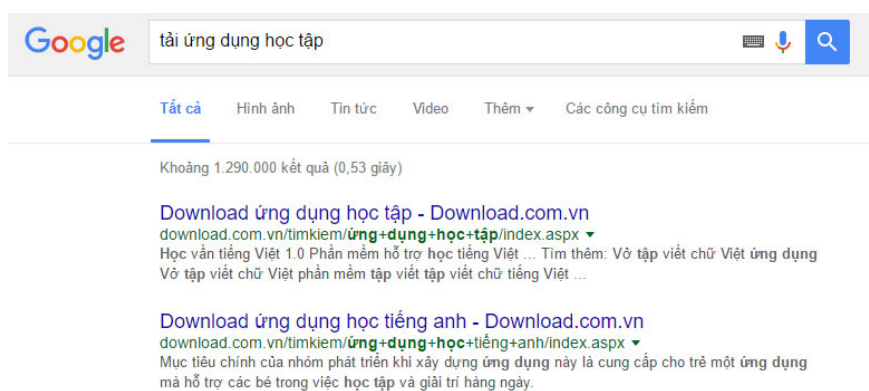 Google
tải ứng dụng học tập
Tất cả Hình ảnh Tin tức Video Thêm Các công cụ tìm kiếm
Khoảng 1.290.000 kết quả (0,53 giây)
Download ứng dụng học tập - Download.com.vn
download.com.vn/timkiem/ứng+dụng+học+tập/index.aspx
Học vần tiếng Việt 1.0 Phần mềm hỗ trợ học tiếng Việt ... Tìm thêm: Vở tập viết chữ Việt ứng dụng
Vở tập viết chữ Việt phần mềm tập viết tập viết chữ tiếng Việt ...
Download ứng dụng học tiếng anh - Download.com.vn
download.com.vn/timkiem/ứng+dụng+học+tiếng+anh/index.aspx
Mục tiêu chính của nhóm phát triển khi xây dựng ứng dụng này là cung cấp cho trẻ một ứng dụng
mà hỗ trợ các bé trong việc học tập và giải trí hàng ngày.